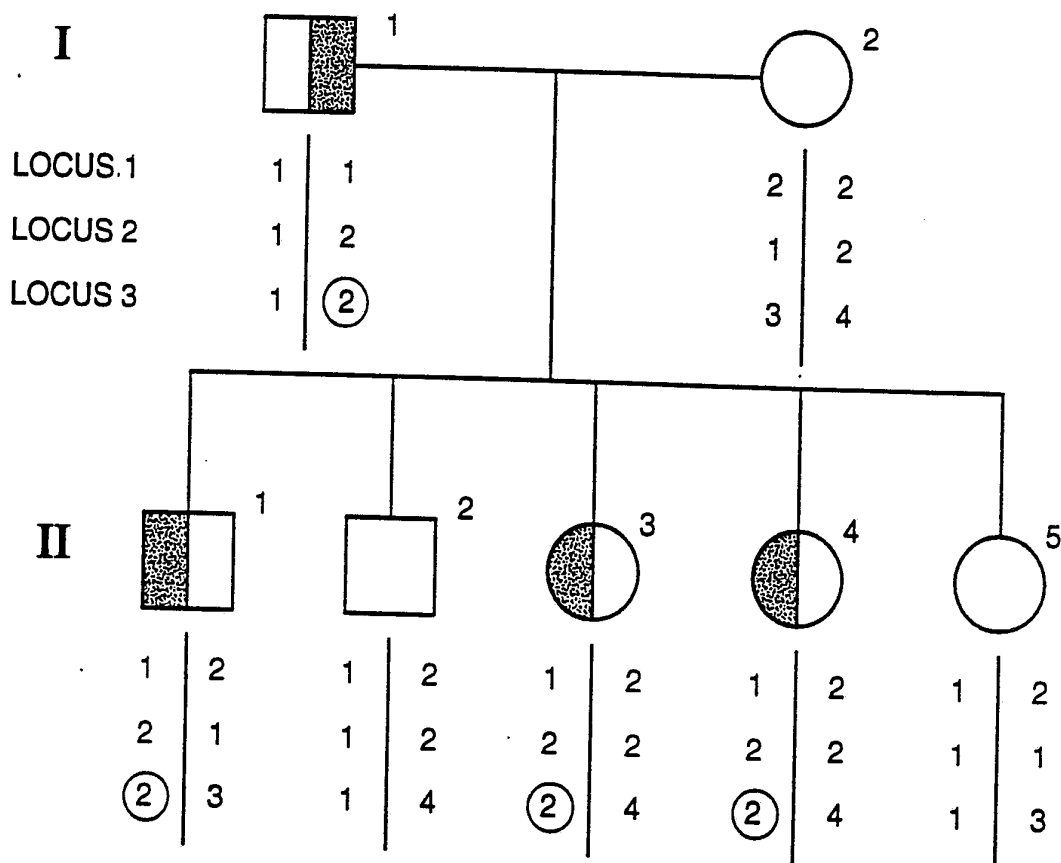 I 1 2
LOCUS.1 1 1 2 2
LOCUS 2 1 2 1 2
LOCUS 3 1 2 3 4
II 1 2 3 4 5
1 2 1 2 1 2 1 2 1 2
2 1 1 2 2 2 2 2 1 1
2 3 1 4 2 4 2 4 1 3